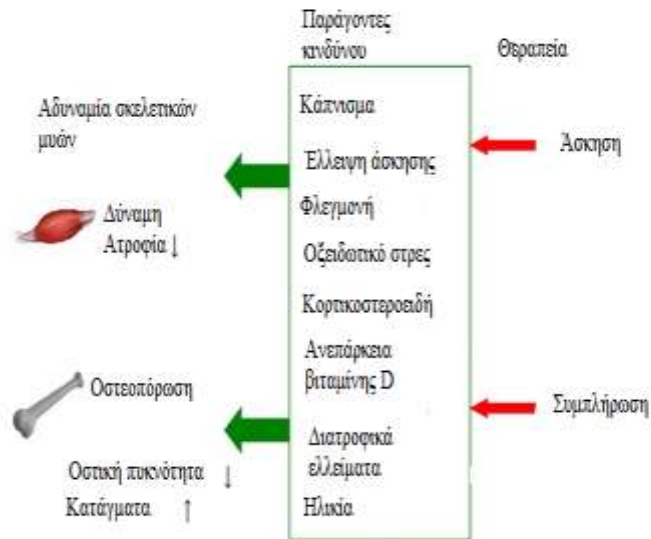 Παράγοντες
κινδύνου
Θεραπεία
Αδυναμία σκελετικών
μυών
Δύναμη
Ατροφία ↓
Οστεοπόρωση
Οστική πυκνότητα ↓
Κατάγματα ↑
Κάπνισμα
Έλλειψη άσκησης
Φλεγμονή
Οξειδωτικό στρες
Κορτικοστεροειδή
Ανεπάρκεια
βιταμίνης D
Διατροφικά
ελλείματα
Ηλικία
Άσκηση
Συμπλήρωση